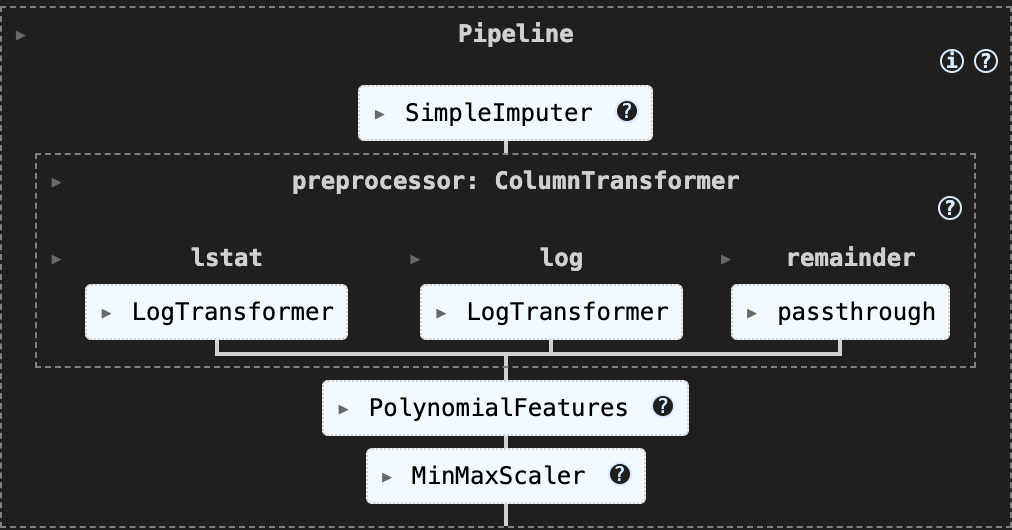 Pipeline
i ?
SimpleImputer ?
preprocessor: ColumnTransformer
?
lstat log remainder
LogTransformer LogTransformer passthrough
PolynomialFeatures ?
MinMaxScaler ?